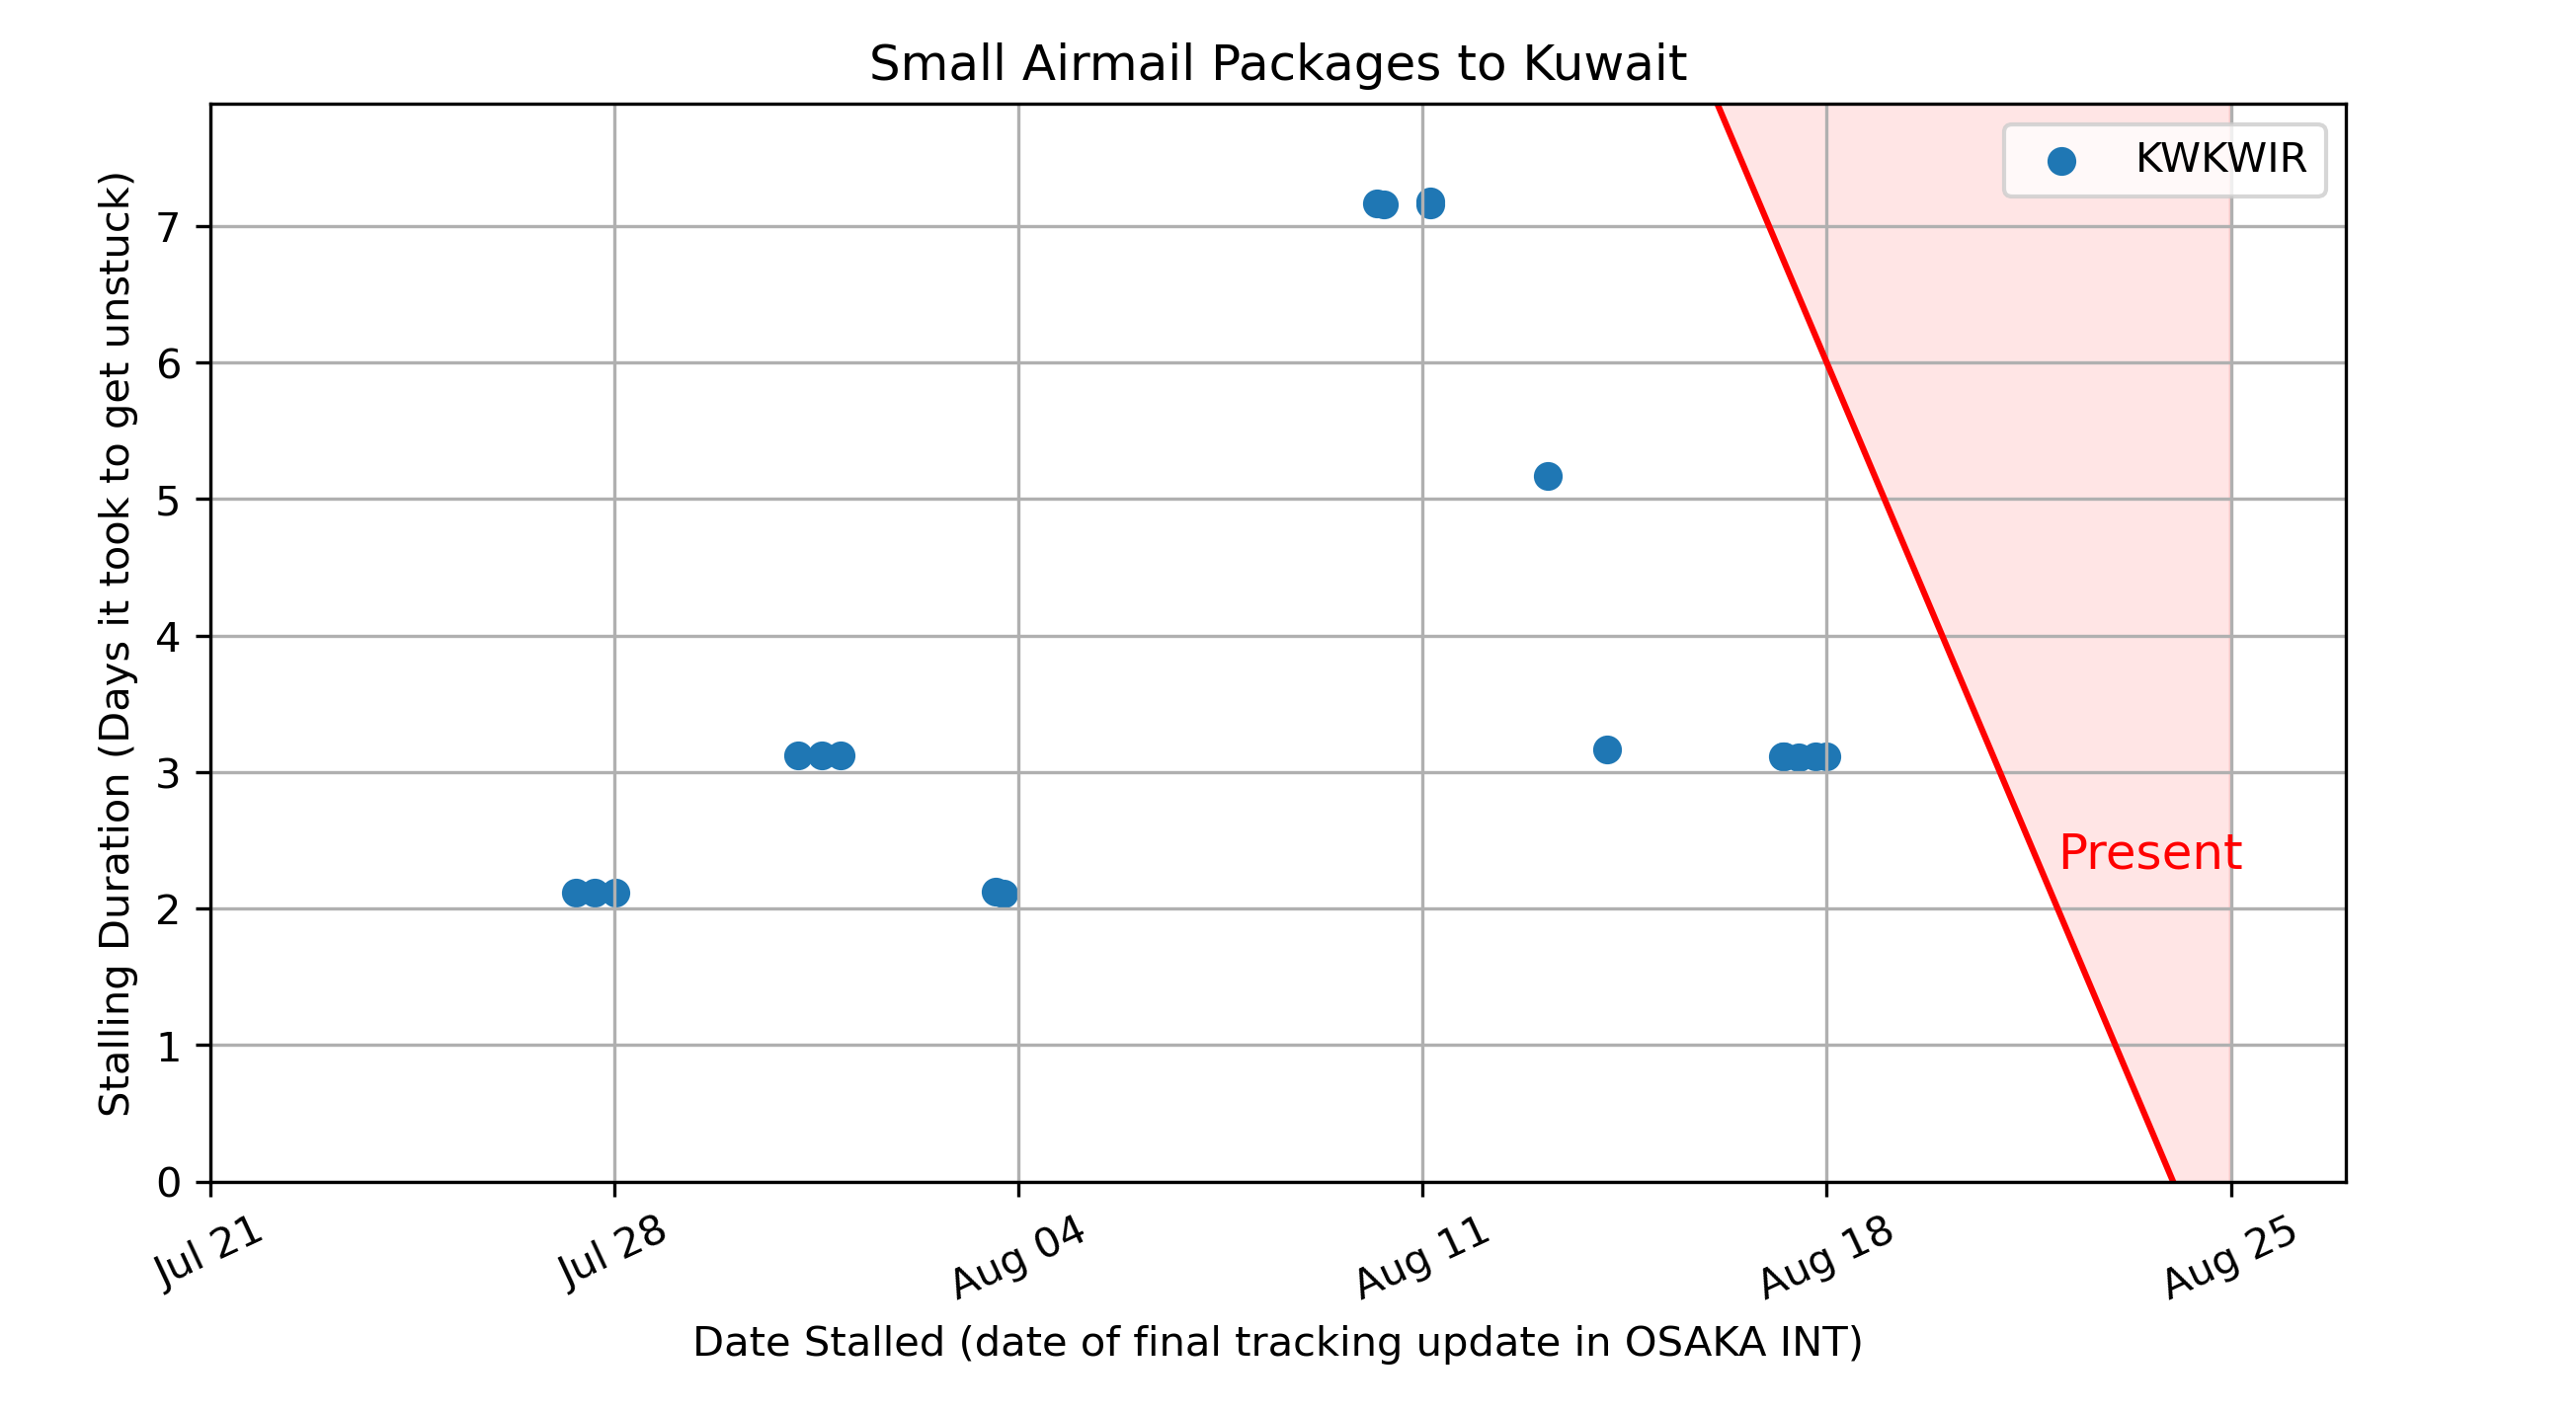 Small Airmail Packages to Kuwait
KWKWIR
Stalling Duration (Days it took to get unstuck)
7
6
5
4
3
2
1
0
Present
Jul 21
Jul 28
Aug 04
Aug 11
Aug 18
Aug 25
Date Stalled (date of final tracking update in OSAKA INT)